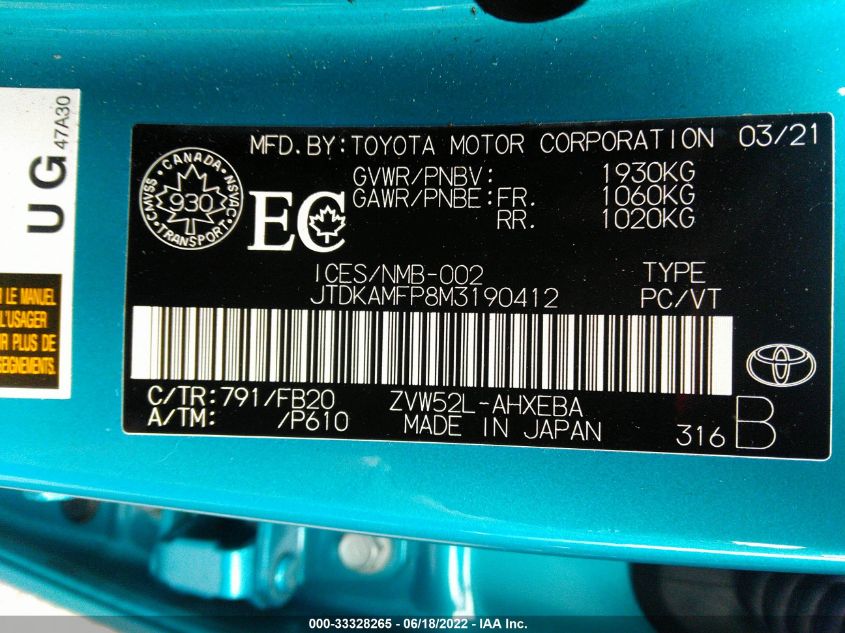 UG 47A30
LE MANUEL
L'USAGER
PLUS DE
MFD.BY:TOYOTA MOTOR CORPORATION 03/21
GVWR/PNBV: 1930KG
GAWR/PNBE:FR. 1060KG
RR. 1020KG
CANADA
CMVSS 930 NSVAC
TRANSPORT
EC
ICES/NMB-002 TYPE
JTDKAMFP8M3190412 PC/VT
C/TR:791/FB20 ZVW52L-AHXEBA
A/TM: /P610 MADE IN JAPAN 316 B
000-33328265 - 06/18/2022 - IAA Inc.